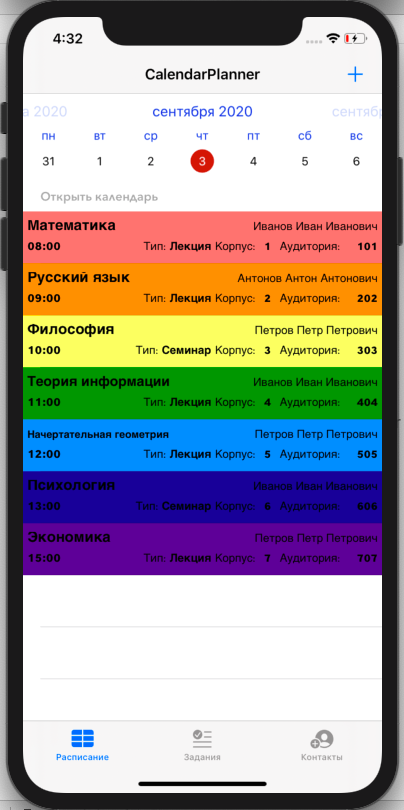 4:32
CalendarPlanner +
а 2020 сентября 2020 сентябр
пн вт ср чт пт сб вс
31 1 2 3 4 5 6
Открыть календарь
Математика Иванов Иван Иванович
08:00 Тип: Лекция Корпус: 1 Аудитория: 101
Русский язык Антонов Антон Антонович
09:00 Тип: Лекция Корпус: 2 Аудитория: 202
Философия Петров Петр Петрович
10:00 Тип: Семинар Корпус: 3 Аудитория: 303
Теория информации Иванов Иван Иванович
11:00 Тип: Лекция Корпус: 4 Аудитория: 404
Начертательная геометрия Петров Петр Петрович
12:00 Тип: Лекция Корпус: 5 Аудитория: 505
Психология Иванов Иван Иванович
13:00 Тип: Семинар Корпус: 6 Аудитория: 606
Экономика Петров Петр Петрович
15:00 Тип: Лекция Корпус: 7 Аудитория: 707
Расписание Задания Контакты